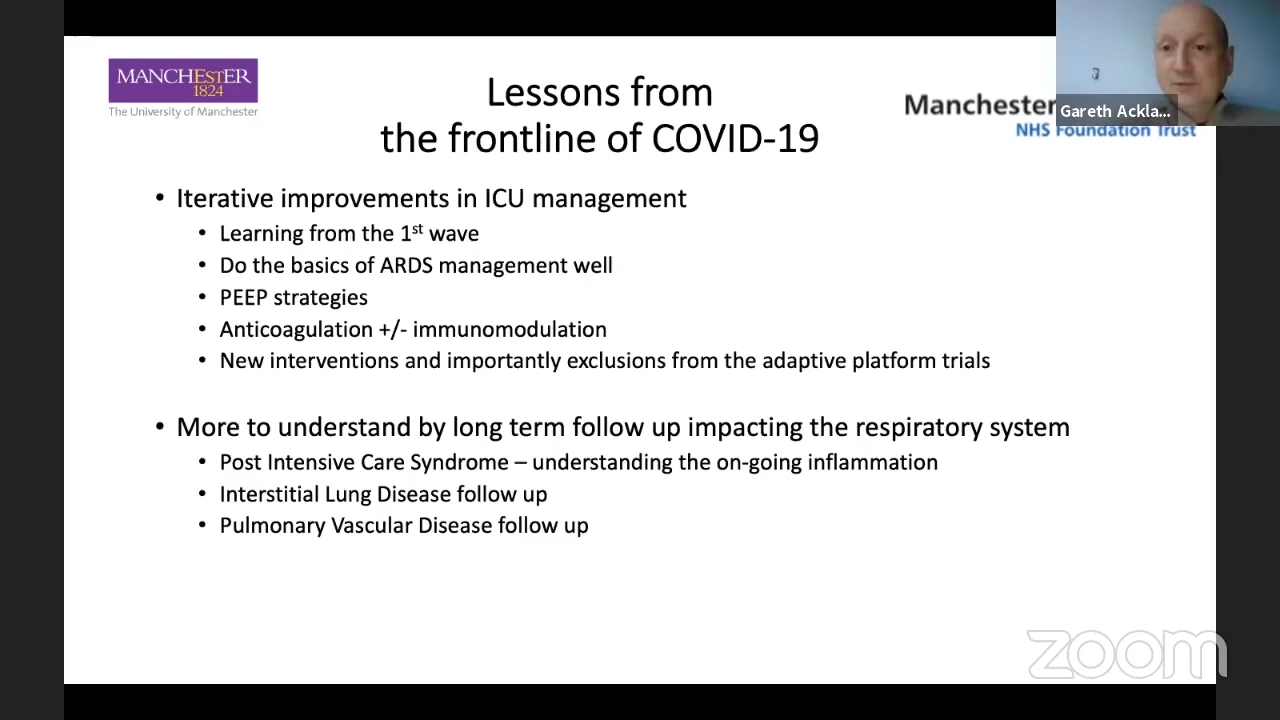 MANCHESTER
1824
The University of Manchester
Lessons from
the frontline of COVID-19
Manchester
NHS Foundation Trust
Gareth Ackla...
• Iterative improvements in ICU management
• Learning from the 1st wave
• Do the basics of ARDS management well
• PEEP strategies
• Anticoagulation +/- immunomodulation
• New interventions and importantly exclusions from the adaptive platform trials
• More to understand by long term follow up impacting the respiratory system
• Post Intensive Care Syndrome – understanding the on-going inflammation
• Interstitial Lung Disease follow up
• Pulmonary Vascular Disease follow up
zoom